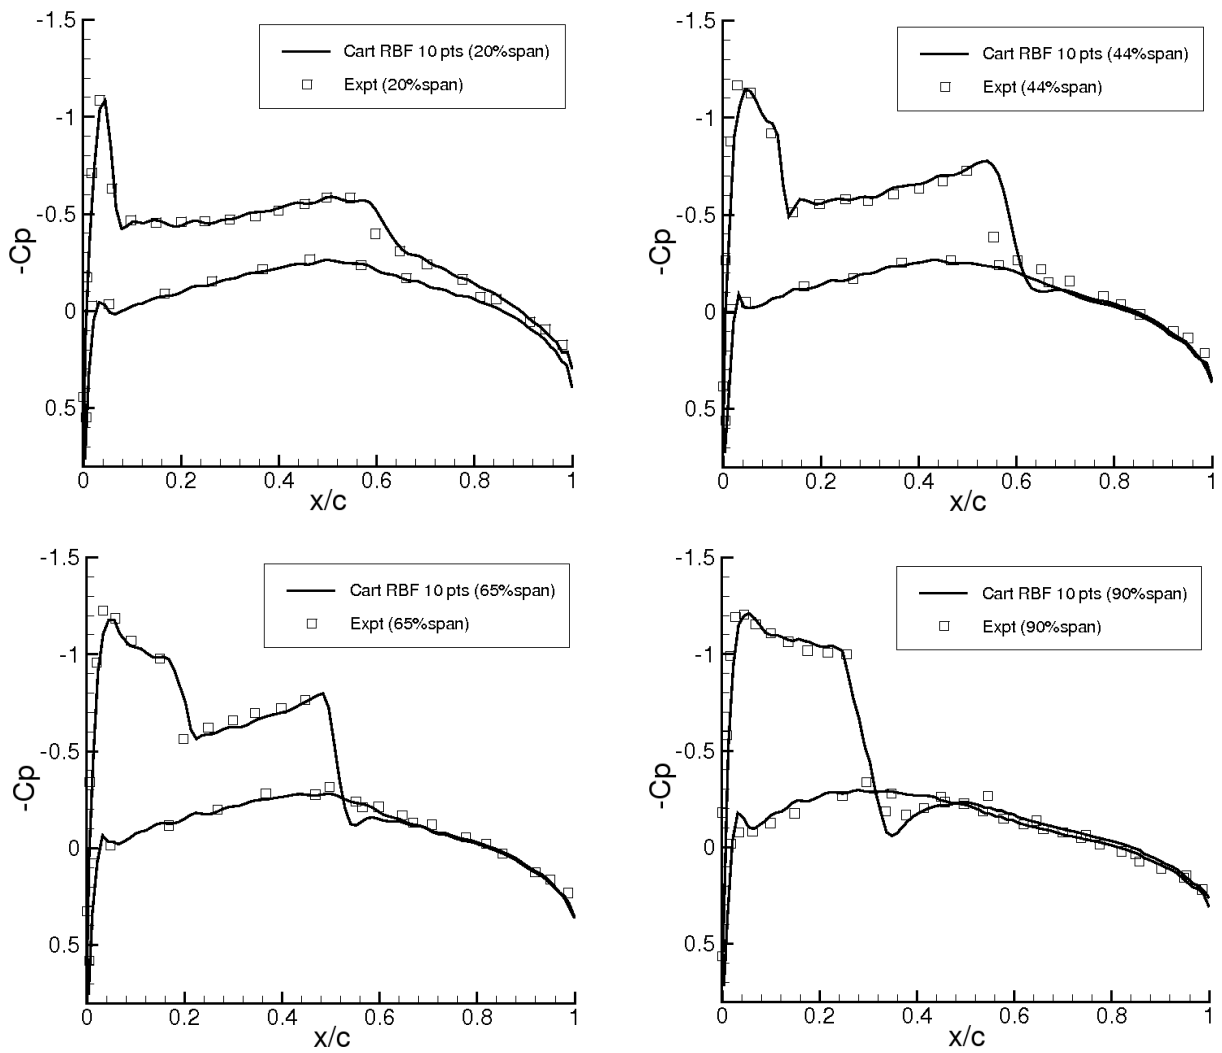 -1.5
Cart RBF 10 pts (20%span)
Expt (20%span)
-1
-0.5
-Cp
0
0.5
0 0.2 0.4 0.6 0.8 1
x/c
-1.5
Cart RBF 10 pts (44%span)
Expt (44%span)
-1
-0.5
-Cp
0
0.5
0 0.2 0.4 0.6 0.8 1
x/c
-1.5
Cart RBF 10 pts (65%span)
Expt (65%span)
-1
-0.5
-Cp
0
0.5
0 0.2 0.4 0.6 0.8 1
x/c
-1.5
Cart RBF 10 pts (90%span)
Expt (90%span)
-1
-0.5
-Cp
0
0.5
0 0.2 0.4 0.6 0.8 1
x/c